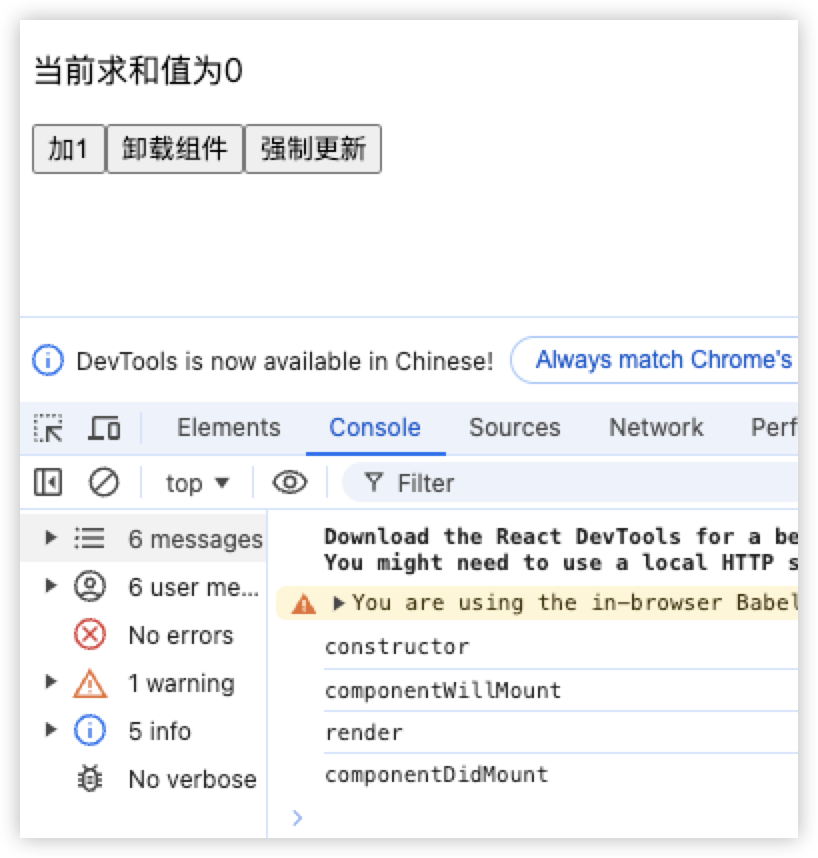 当前求和值为0
加1 卸载组件 强制更新
DevTools is now available in Chinese! Always match Chrome's
Elements Console Sources Network Perf
top Filter
6 messages
6 user me...
No errors
1 warning
5 info
No verbose
Download the React DevTools for a be
You might need to use a local HTTP s
You are using the in-browser Babel
constructor
componentWillMount
render
componentDidMount